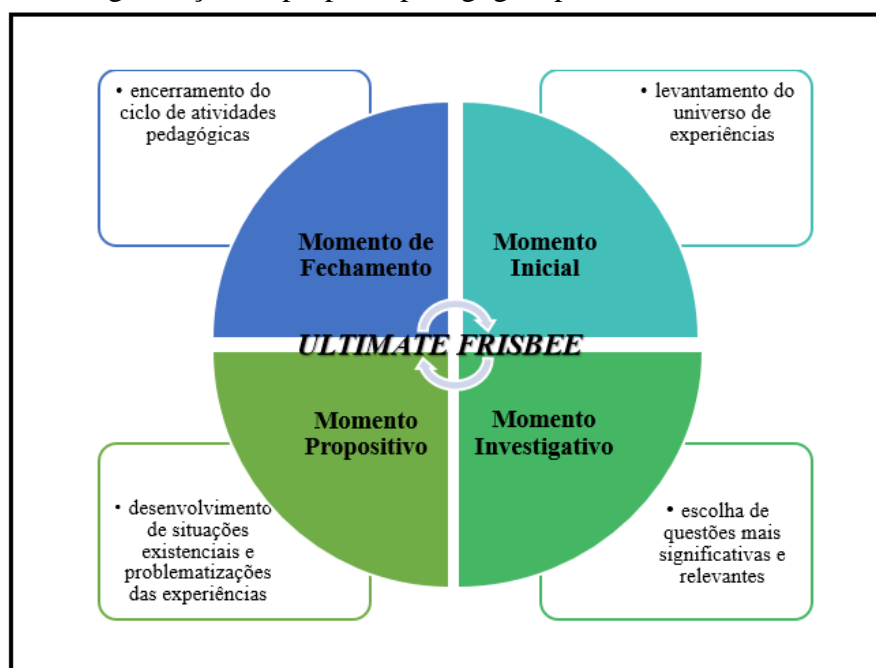 • encerramento do
ciclo de atividades
pedagógicas
• levantamento do
universo de
experiências
Momento de
Fechamento
Momento
Inicial
ULTIMATE FRISBEE
Momento
Propositivo
Momento
Investigativo
• desenvolvimento
de situações
existenciais e
problematizações
das experiências
• escolha de
questões mais
significativas e
relevantes